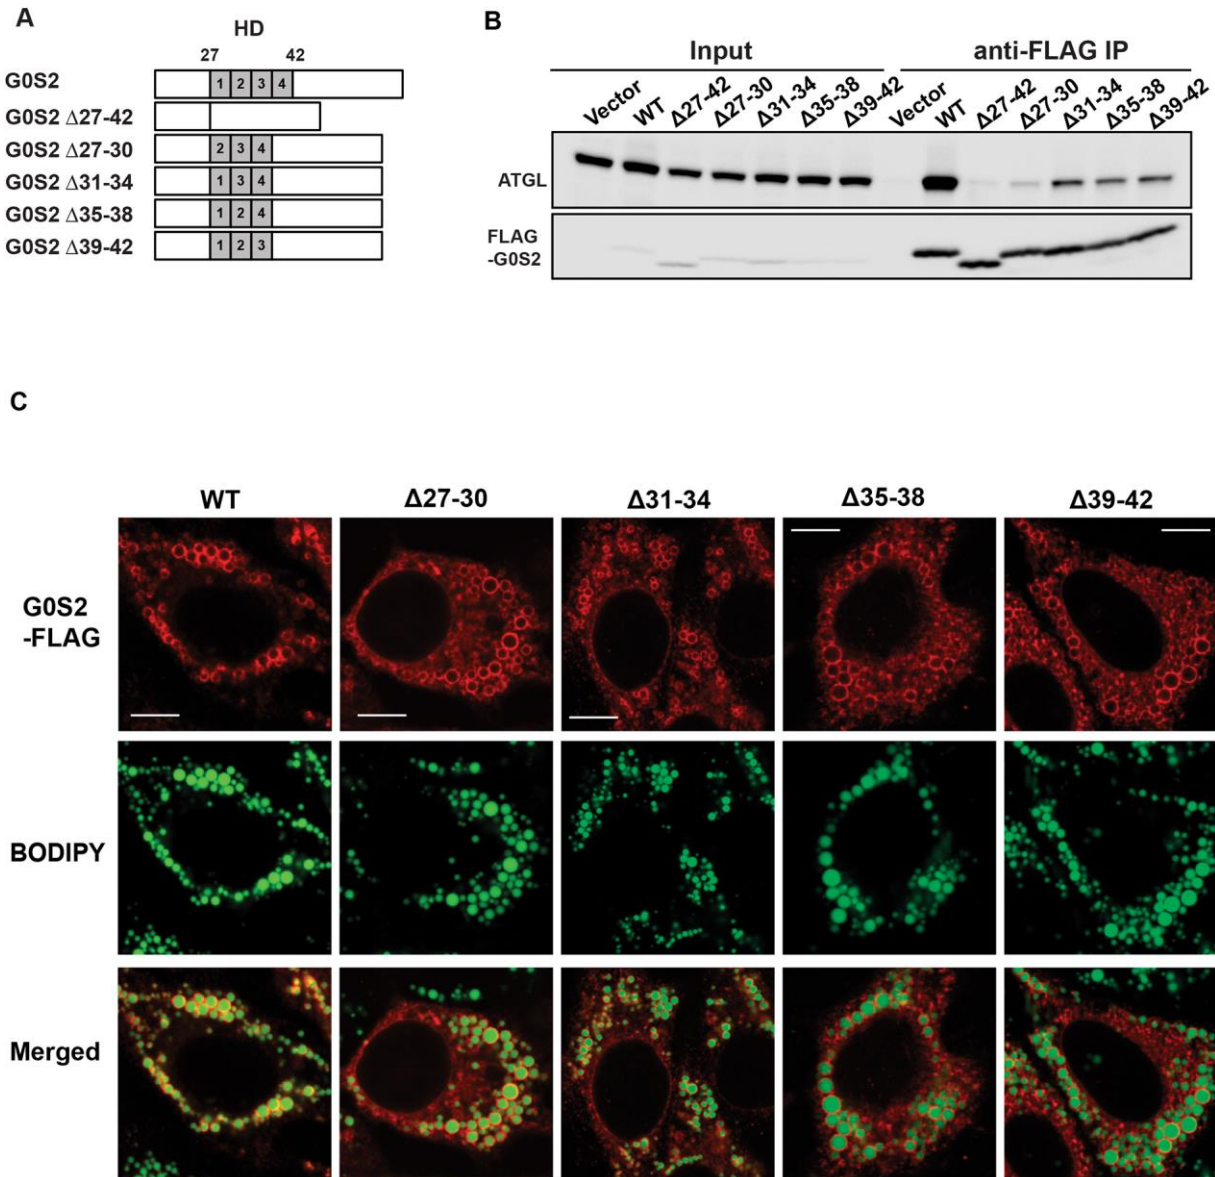 A
HD
27 42
G0S2 1 2 3 4
G0S2 Δ27-42
G0S2 Δ27-30 2 3 4
G0S2 Δ31-34 1 3 4
G0S2 Δ35-38 1 2 4
G0S2 Δ39-42 1 2 3
B
Input anti-FLAG IP
Vector WT Δ27-42 Δ27-30 Δ31-34 Δ35-38 Δ39-42 Vector WT Δ27-42 Δ27-30 Δ31-34 Δ35-38 Δ39-42
ATGL
FLAG
-G0S2
C
WT Δ27-30 Δ31-34 Δ35-38 Δ39-42
G0S2
-FLAG
BODIPY
Merged